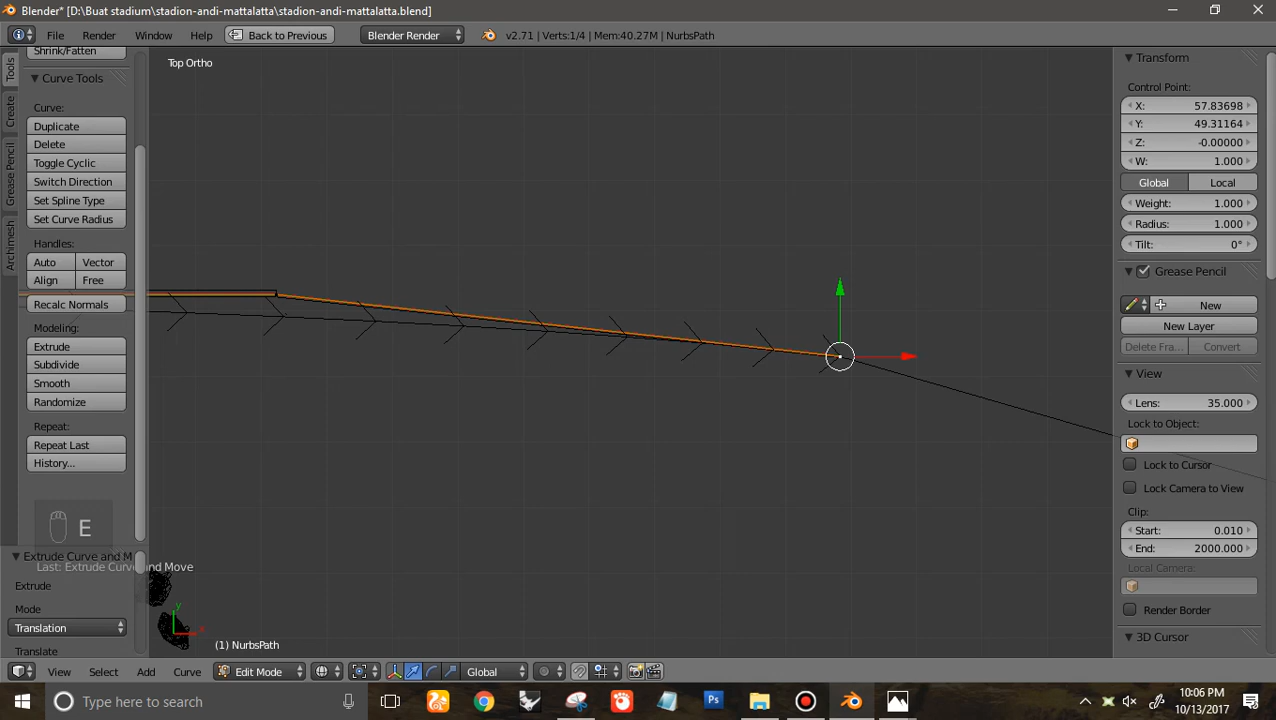 Blender* [D:\Buat stadium\stadion-andi-mattalatta\stadion-andi-mattalatta.blend]
File Render Window Help Back to Previous Blender Render v2.71 | Verts:1/4 | Mem:40.27M | NurbsPath
Tools
Create
Grease Pencil
Archimesh
Shrink/Fatten
Curve Tools
Curve:
Duplicate
Delete
Toggle Cyclic
Switch Direction
Set Spline Type
Set Curve Radius
Handles:
Auto Vector
Align Free
Recalc Normals
Modeling:
Extrude
Subdivide
Smooth
Randomize
Repeat:
Repeat Last
History...
E
Extrude Curve and M
Last: Extrude Curve and Move
Extrude
Mode
Translation
Translate
Top Ortho
y
x
(1) NurbsPath
Transform
Control Point:
X: 57.83698
Y: 49.31164
Z: -0.00000
W: 1.000
Global Local
Weight: 1.000
Radius: 1.000
Tilt: 0°
Grease Pencil
New
New Layer
Delete Fra... Convert
View
Lens: 35.000
Lock to Object:
Lock to Cursor
Lock Camera to View
Clip:
Start: 0.010
End: 2000.000
Local Camera:
Render Border
3D Cursor
View Select Add Curve Edit Mode Global
Type here to search
Ps
10:06 PM
10/13/2017